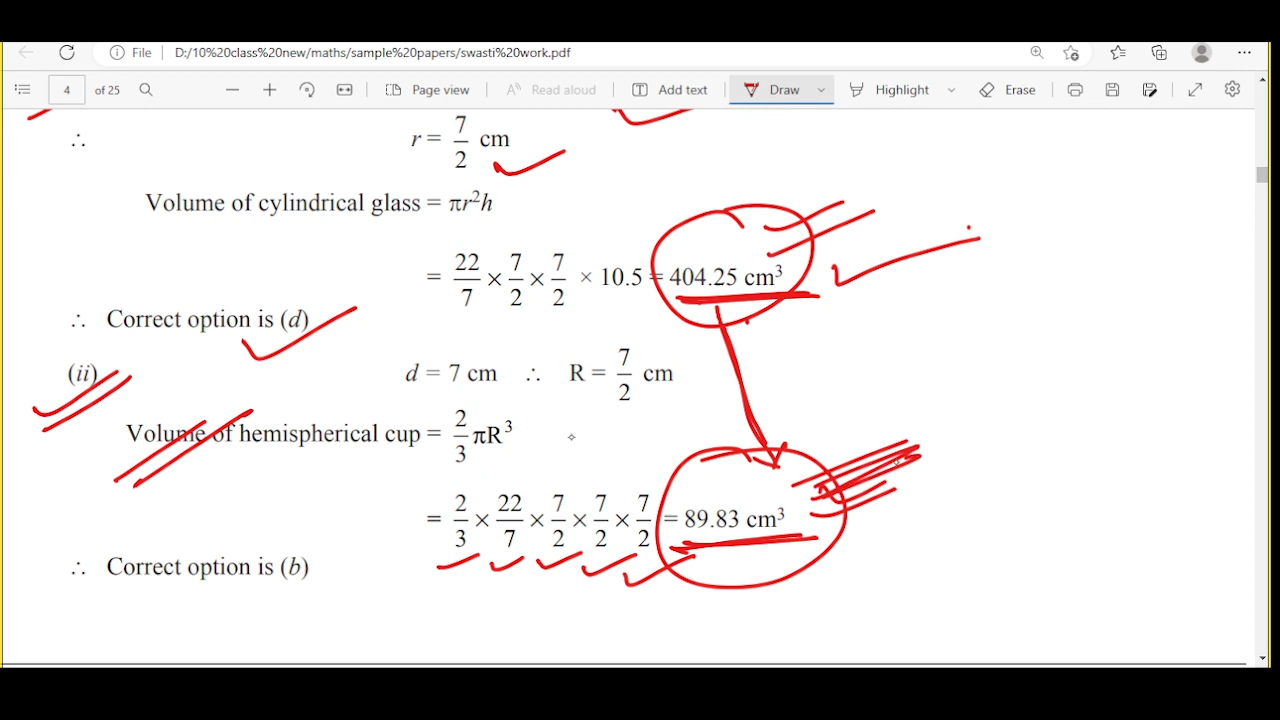 File D:/10%20class%20new/maths/sample%20papers/swasti%20work.pdf
4 of 25 Page view Read aloud Add text Draw Highlight Erase
∴ r = 7/2 cm
Volume of cylindrical glass = πr²h
= 22/7 × 7/2 × 7/2 × 10.5 = 404.25 cm³
∴ Correct option is (d)
(ii) d = 7 cm ∴ R = 7/2 cm
Volume of hemispherical cup = 2/3 πR³
= 2/3 × 22/7 × 7/2 × 7/2 × 7/2 = 89.83 cm³
∴ Correct option is (b)